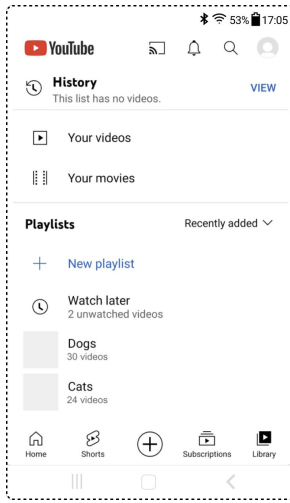 53% 17:05
YouTube
History
This list has no videos.
VIEW
Your videos
Your movies
Playlists
Recently added
New playlist
Watch later
2 unwatched videos
Dogs
30 videos
Cats
24 videos
Home Shorts Subscriptions Library